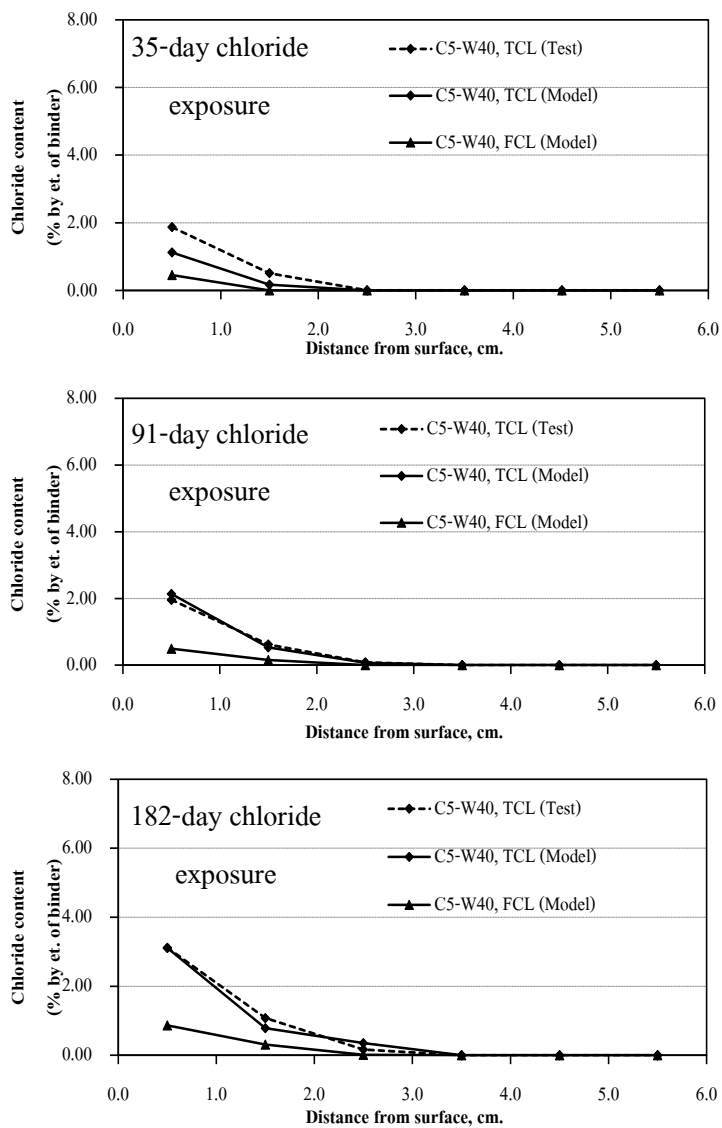 8.00
6.00
4.00
2.00
0.00
Chloride content
(% by et. of binder)
35-day chloride
exposure
C5-W40, TCL (Test)
C5-W40, TCL (Model)
C5-W40, FCL (Model)
0.0 1.0 2.0 3.0 4.0 5.0 6.0
Distance from surface, cm.
8.00
6.00
4.00
2.00
0.00
Chloride content
(% by et. of binder)
91-day chloride
exposure
C5-W40, TCL (Test)
C5-W40, TCL (Model)
C5-W40, FCL (Model)
0.0 1.0 2.0 3.0 4.0 5.0 6.0
Distance from surface, cm.
8.00
6.00
4.00
2.00
0.00
Chloride content
(% by et. of binder)
182-day chloride
exposure
C5-W40, TCL (Test)
C5-W40, TCL (Model)
C5-W40, FCL (Model)
0.0 1.0 2.0 3.0 4.0 5.0 6.0
Distance from surface, cm.